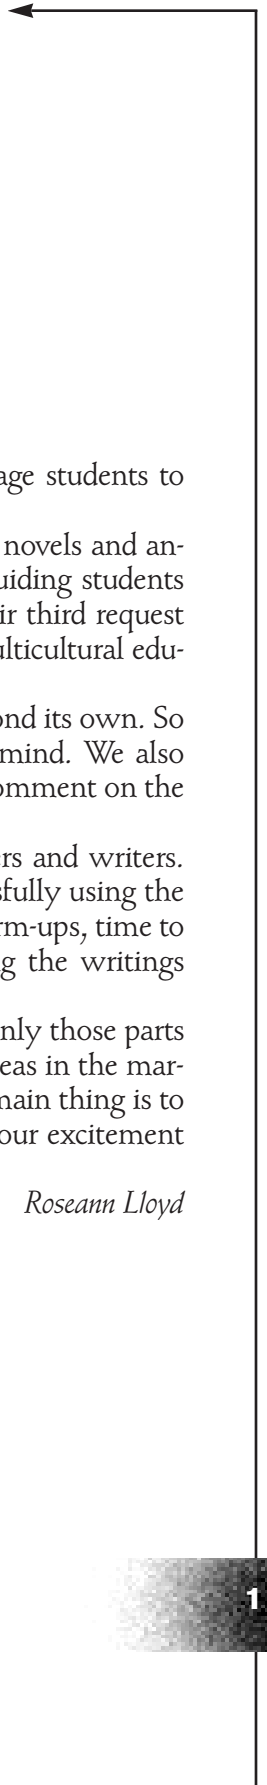 age students to
novels and an-
uiding students
ir third request
ulticultural edu-
ond its own. So
mind. We also
omment on the
ers and writers.
sfully using the
rm-ups, time to
g the writings
nly those parts
eas in the mar-
main thing is to
our excitement
Roseann Lloyd
1